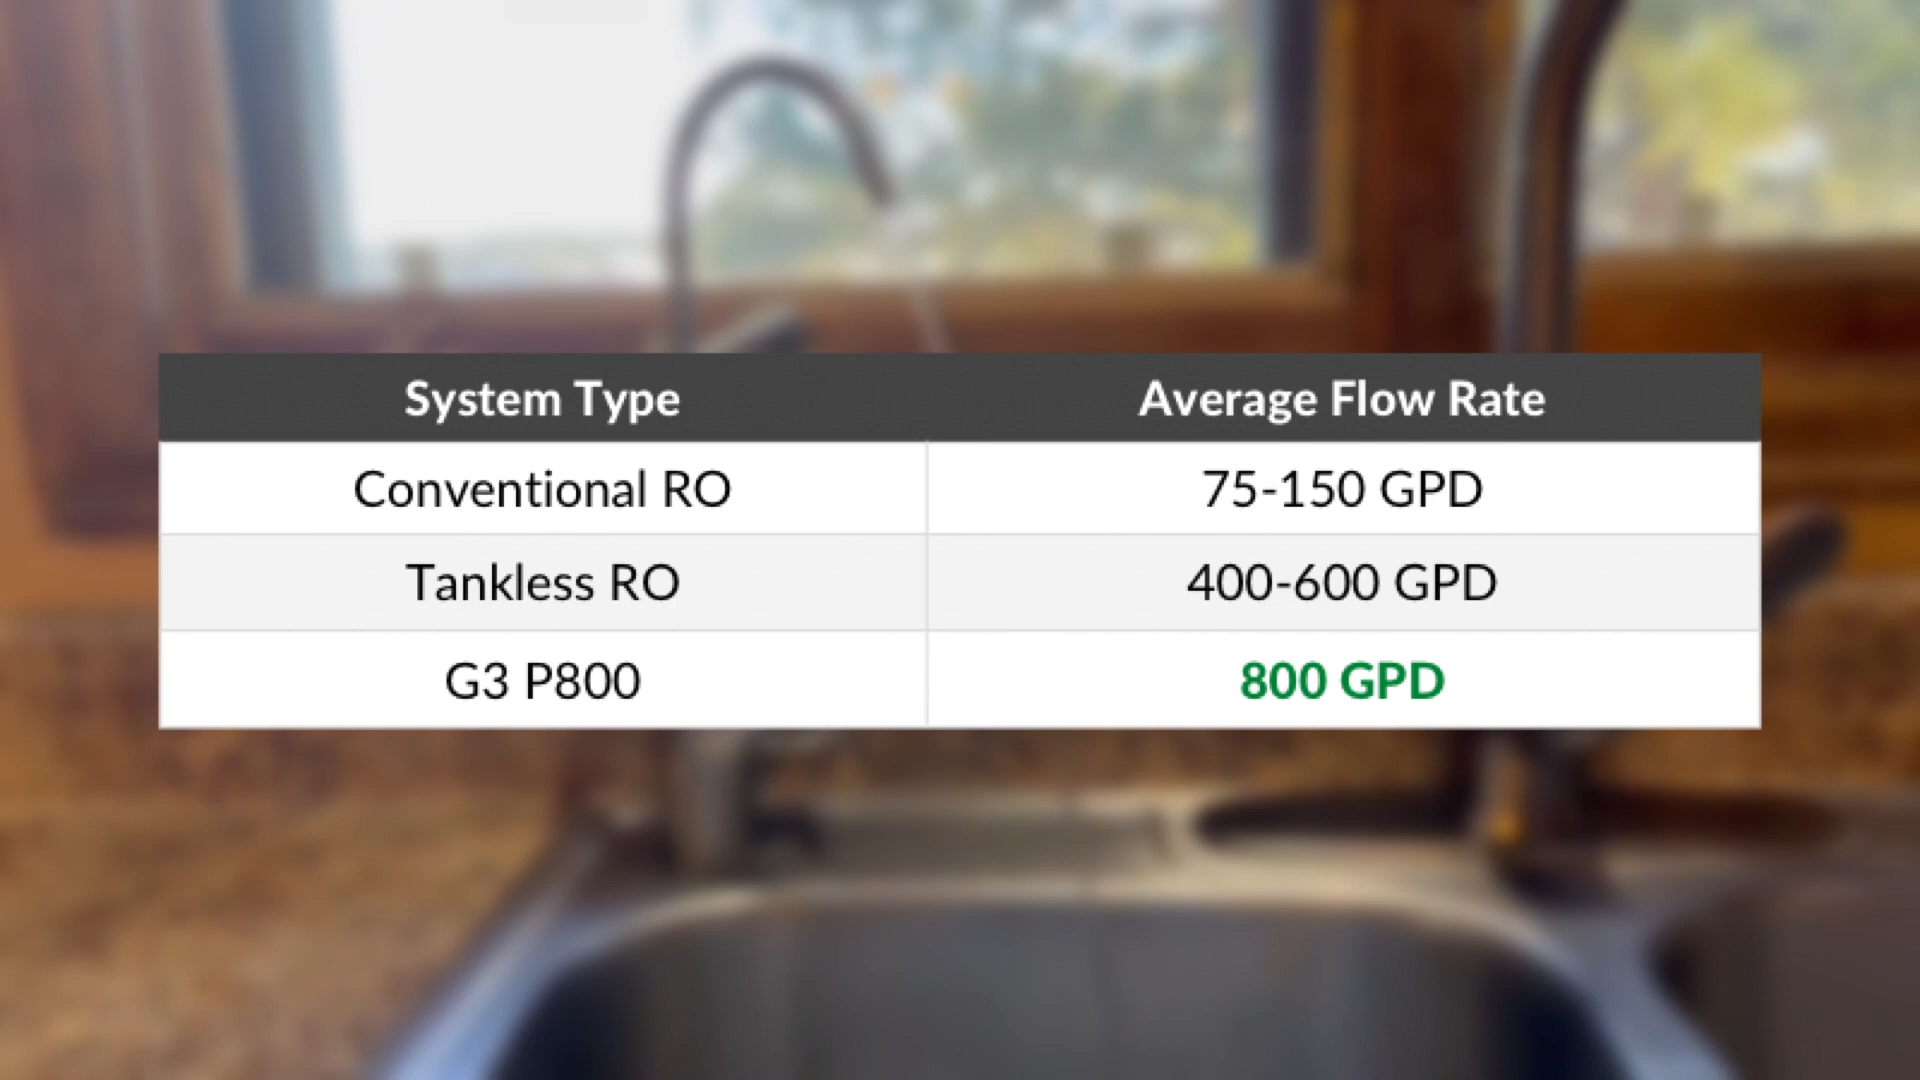 System Type Average Flow Rate
Conventional RO 75-150 GPD
Tankless RO 400-600 GPD
G3 P800 800 GPD